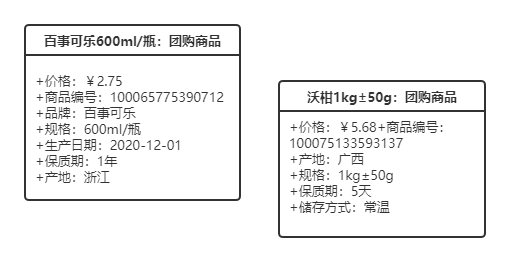 百事可乐600ml/瓶：团购商品
+价格：￥2.75
+商品编号：100065775390712
+品牌：百事可乐
+规格：600ml/瓶
+生产日期：2020-12-01
+保质期：1年
+产地：浙江
沃柑1kg±50g：团购商品
+价格：￥5.68+商品编号：
100075133593137
+产地：广西
+规格：1kg±50g
+保质期：5天
+储存方式：常温